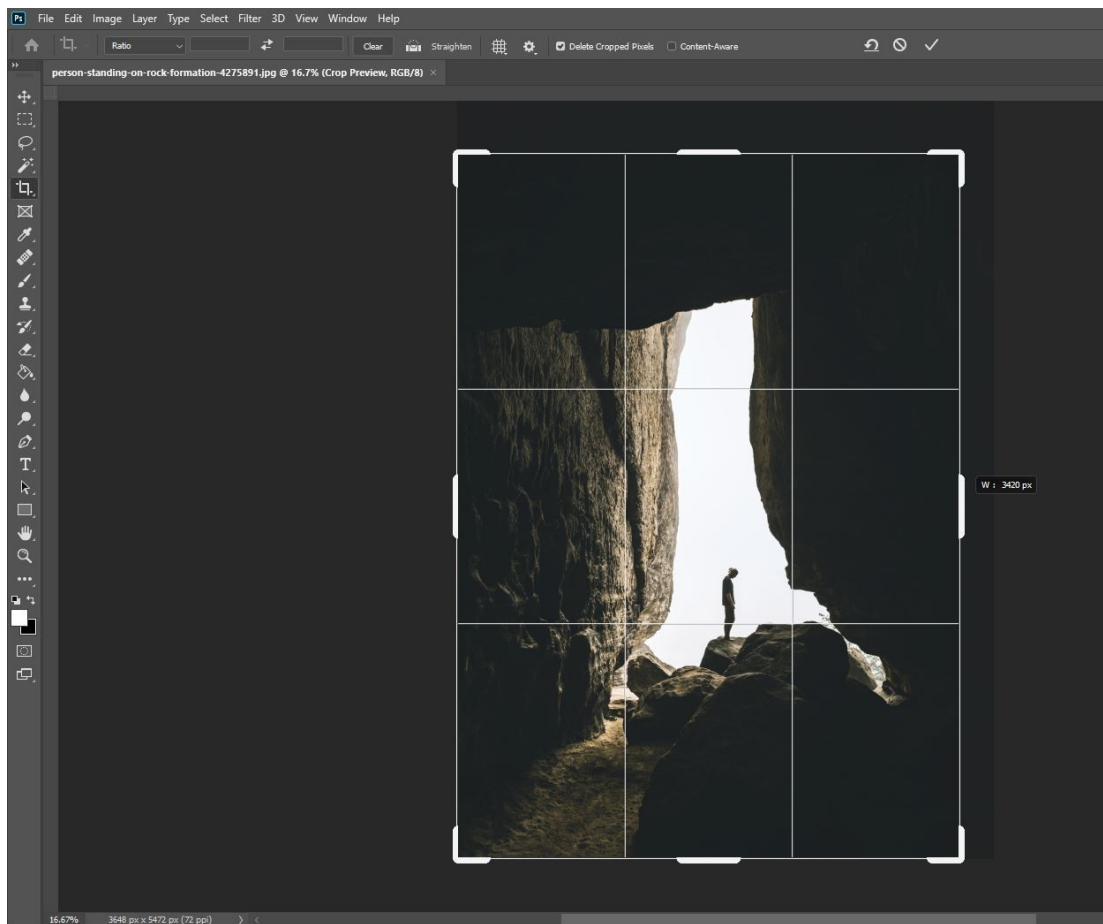 Ps File Edit Image Layer Type Select Filter 3D View Window Help
Ratio Clear Straighten Delete Cropped Pixels Content-Aware
person-standing-on-rock-formation-4275891.jpg @ 16.7% (Crop Preview, RGB/8) ×
W : 3420 px
16.67% 3648 px x 5472 px (72 ppi)